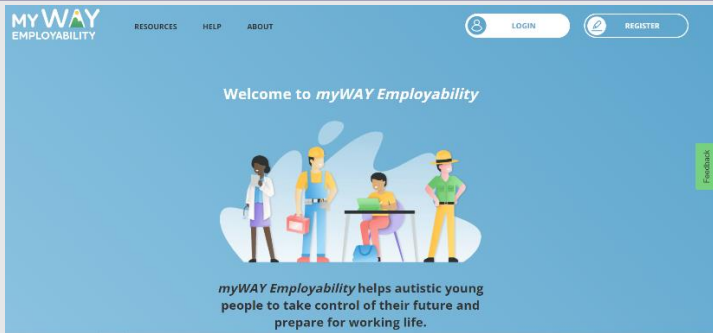 MY WAY
EMPLOYABILITY
RESOURCES HELP ABOUT
LOGIN
REGISTER
Welcome to myWAY Employability
Feedback
myWAY Employability helps autistic young
people to take control of their future and
prepare for working life.